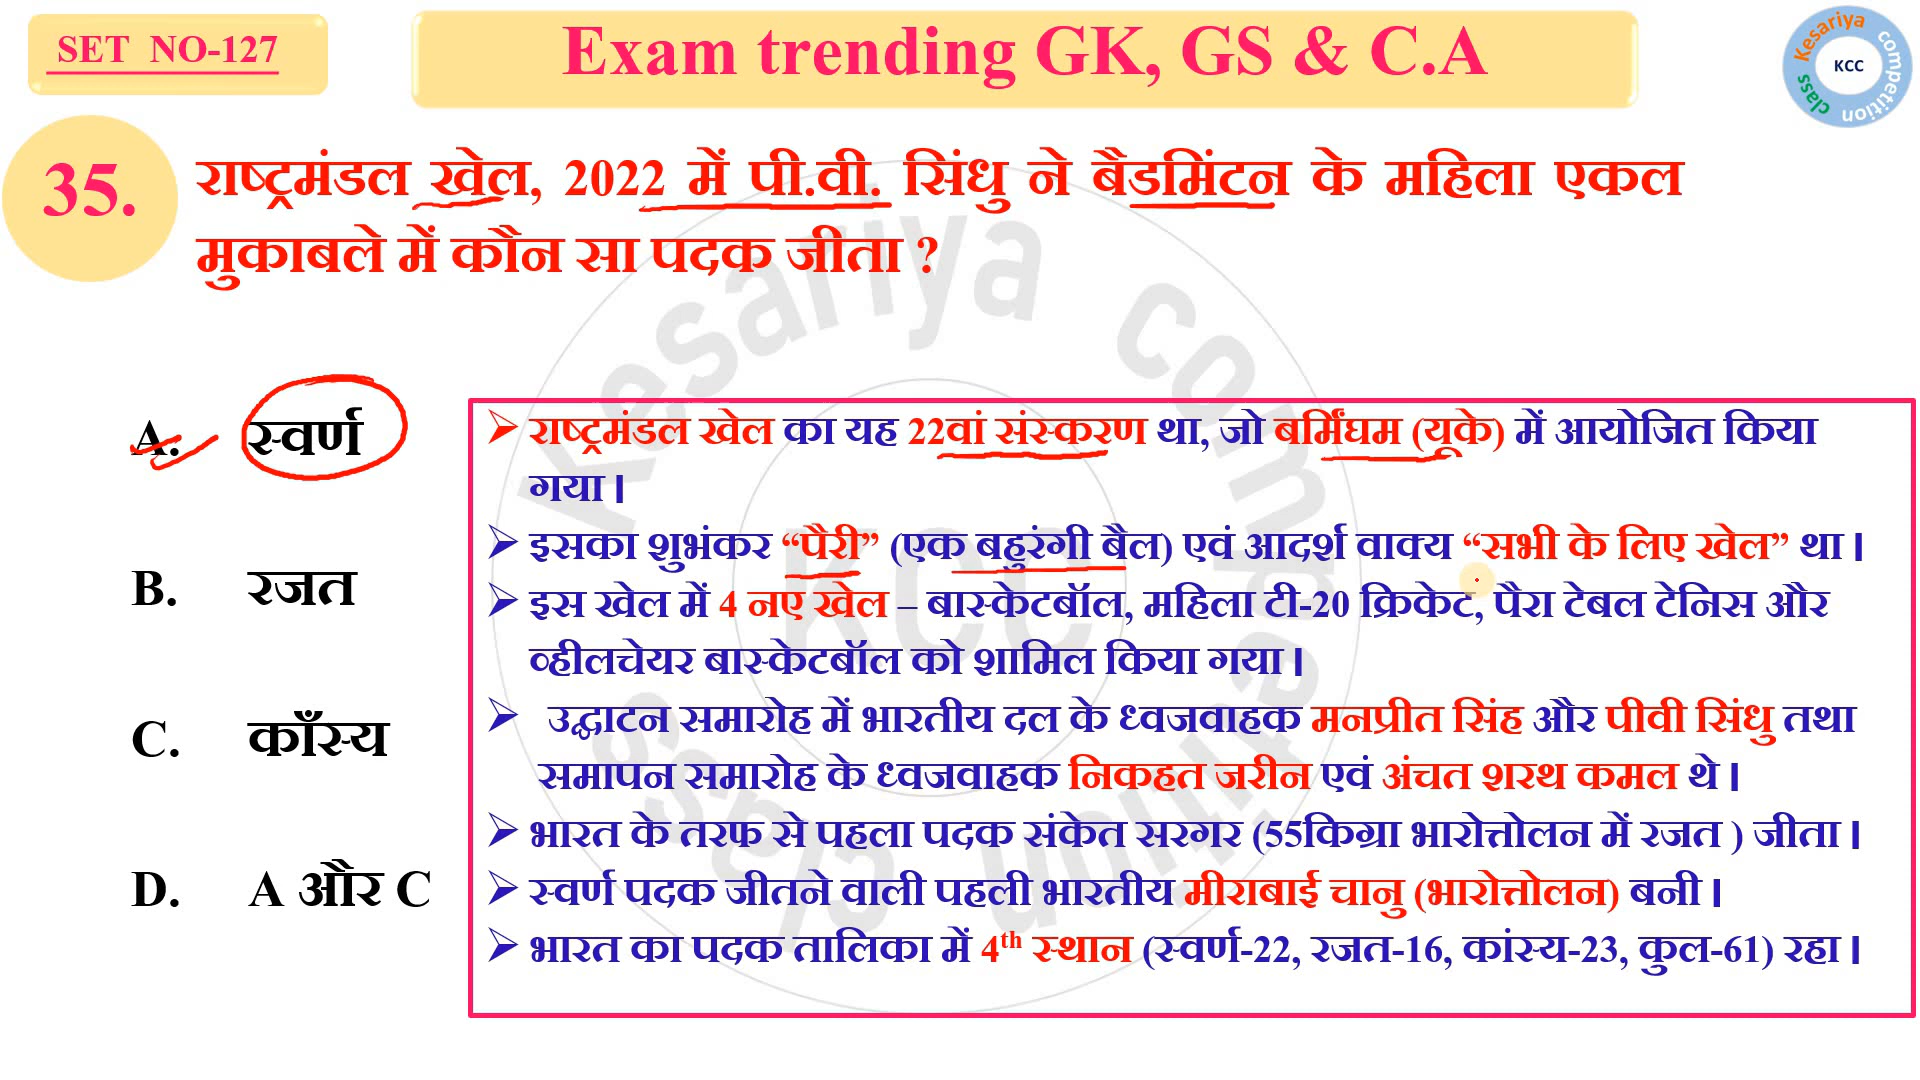 SET NO-127
Exam trending GK, GS & C.A
Kesariya competition class
KCC
35.
राष्ट्रमंडल खेल, 2022 में पी.वी. सिंधु ने बैडमिंटन के महिला एकल
मुकाबले में कौन सा पदक जीता ?
A. स्वर्ण
B. रजत
C. काँस्य
D. A और C
राष्ट्रमंडल खेल का यह 22वां संस्करण था, जो बर्मिंघम (यूके) में आयोजित किया
गया।
इसका शुभंकर “पैरी” (एक बहुरंगी बैल) एवं आदर्श वाक्य “सभी के लिए खेल” था।
इस खेल में 4 नए खेल – बास्केटबॉल, महिला टी-20 क्रिकेट, पैरा टेबल टेनिस और
व्हीलचेयर बास्केटबॉल को शामिल किया गया।
उद्घाटन समारोह में भारतीय दल के ध्वजवाहक मनप्रीत सिंह और पीवी सिंधु तथा
समापन समारोह के ध्वजवाहक निकहत जरीन एवं अंचत शरथ कमल थे।
भारत के तरफ से पहला पदक संकेत सरगर (55किग्रा भारोत्तोलन में रजत ) जीता।
स्वर्ण पदक जीतने वाली पहली भारतीय मीराबाई चानु (भारोत्तोलन) बनी।
भारत का पदक तालिका में 4th स्थान (स्वर्ण-22, रजत-16, कांस्य-23, कुल-61) रहा।
Kesariya competition class
KCC